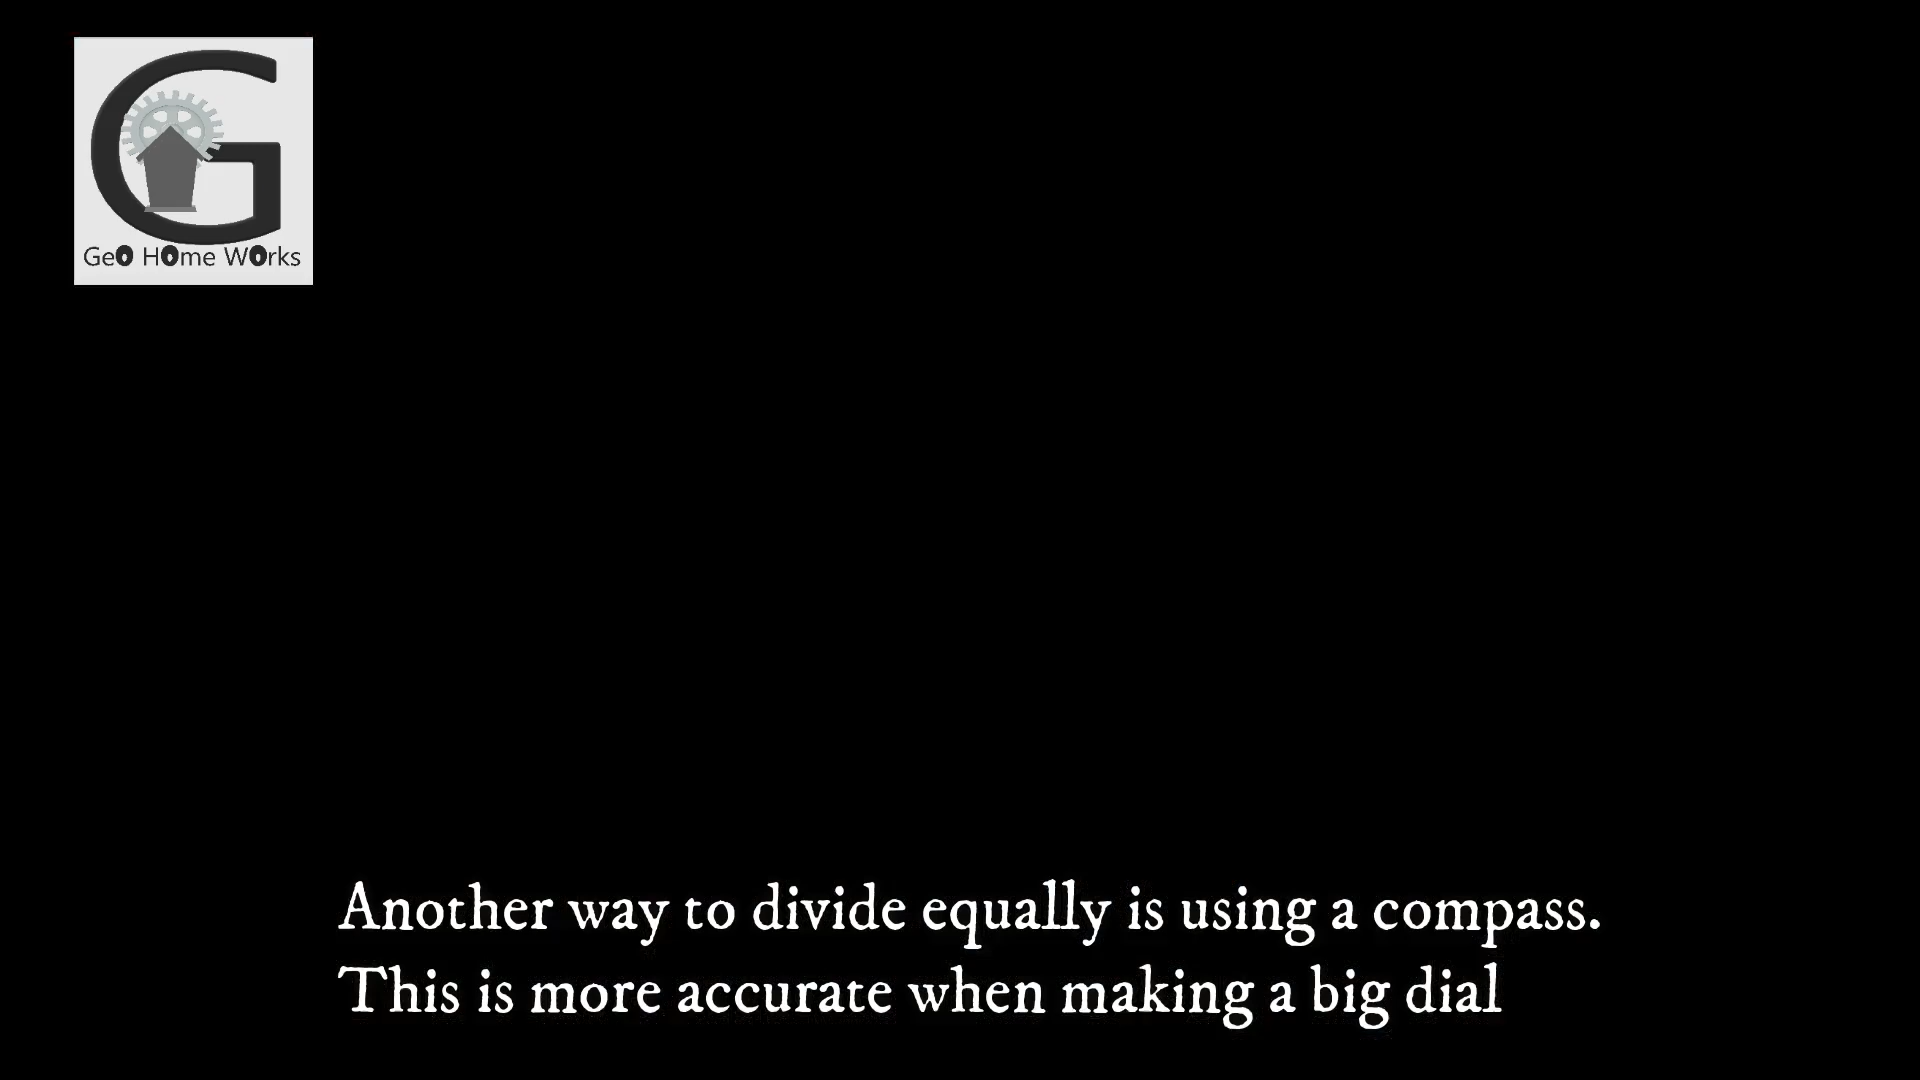 GeO HOme WOrks
Another way to divide equally is using a compass.
This is more accurate when making a big dial